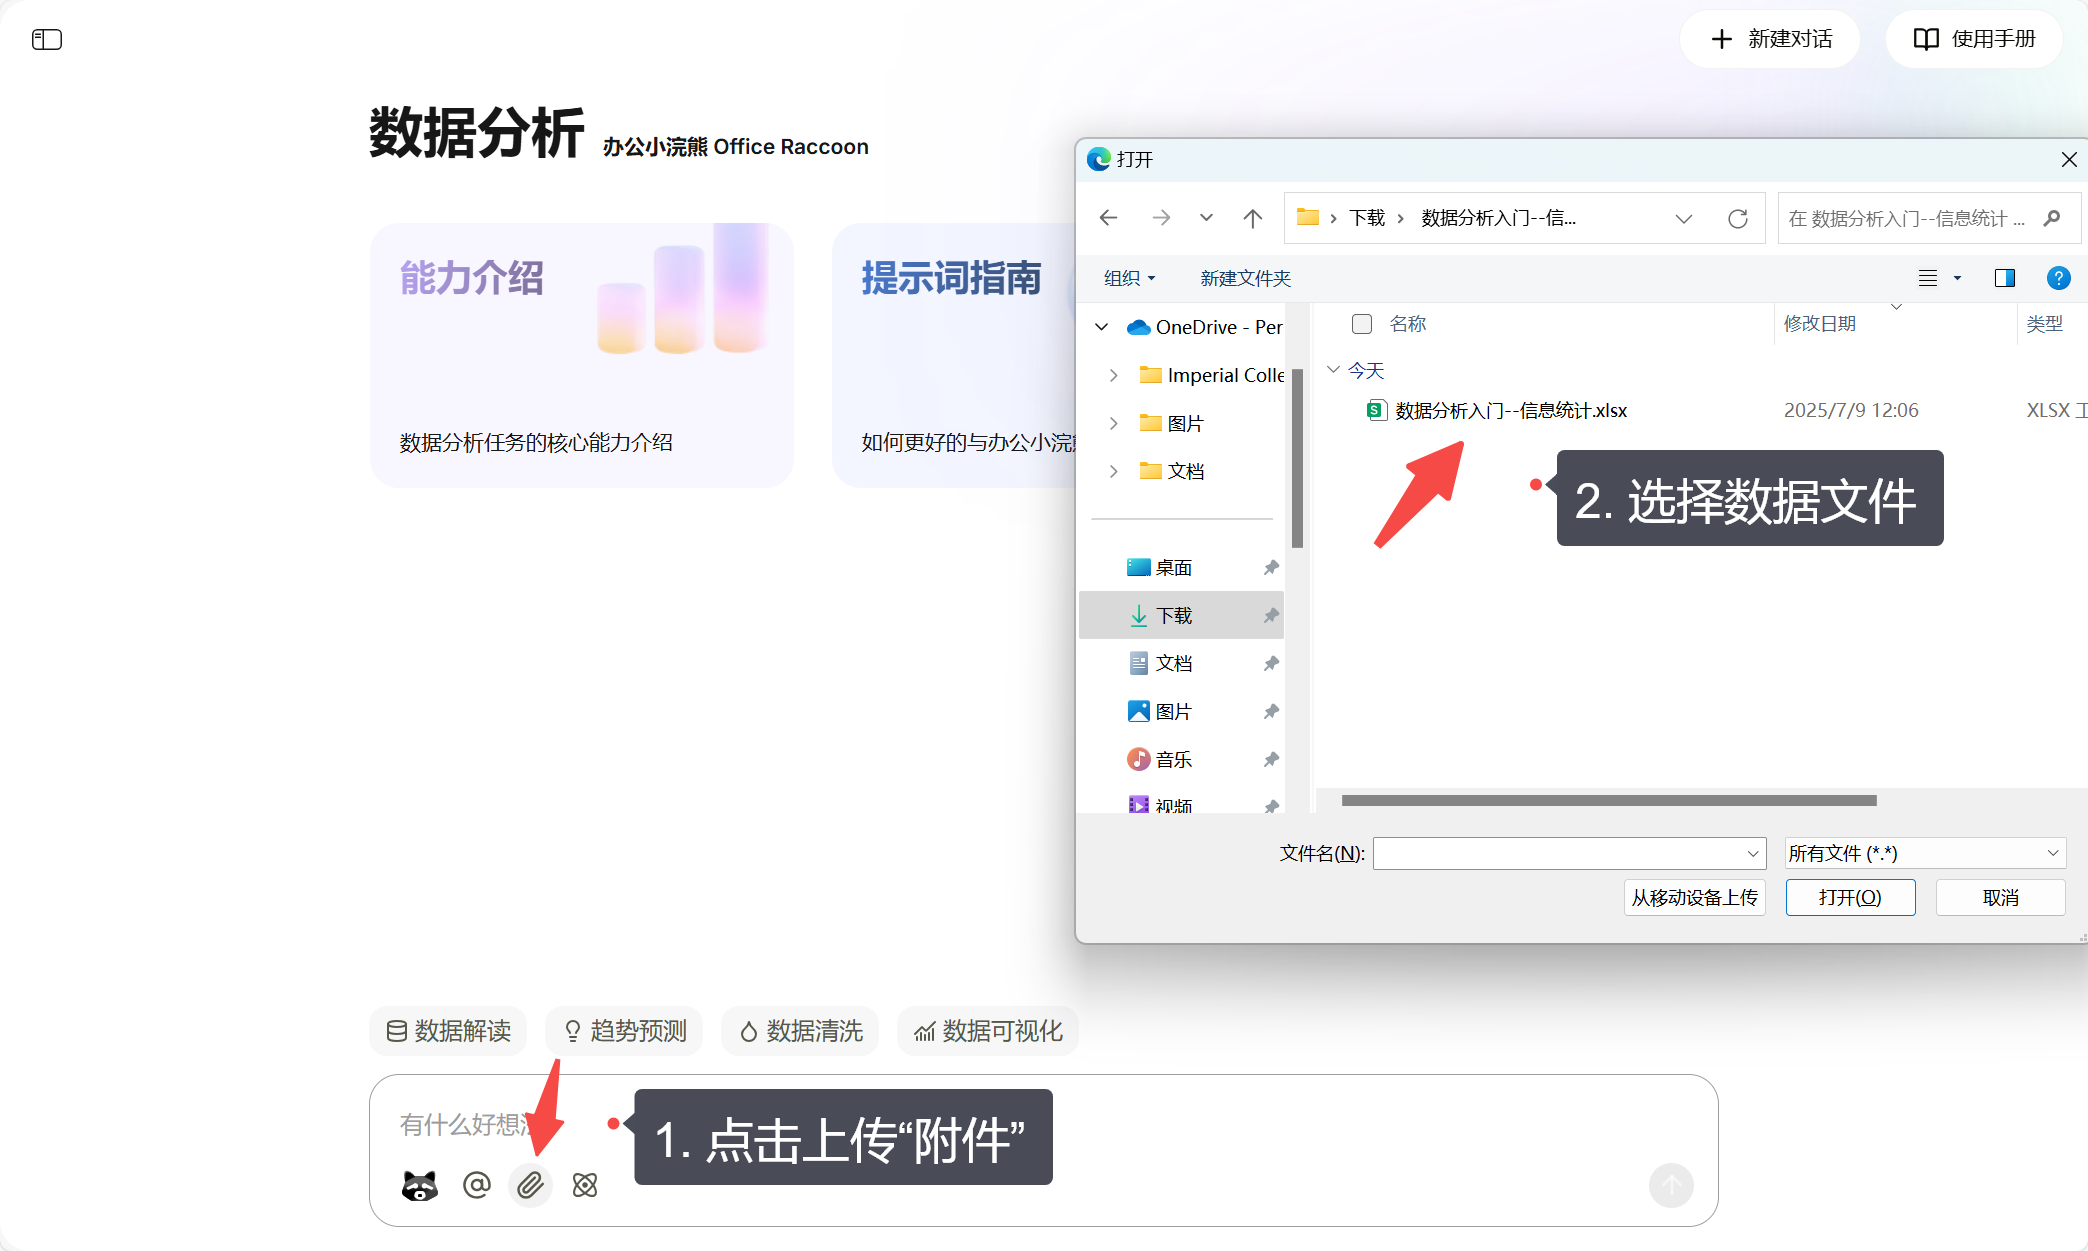 新建对话
使用手册
数据分析 办公小浣熊 Office Raccoon
能力介绍
数据分析任务的核心能力介绍
提示词指南
如何更好的与办公小浣
打开
下载
数据分析入门--信...
在 数据分析入门--信息统计 ...
组织
新建文件夹
OneDrive - Per
Imperial Colle
图片
文档
桌面
下载
文档
图片
音乐
视频
名称
修改日期
类型
今天
数据分析入门--信息统计.xlsx
2025/7/9 12:06
XLSX 工
2. 选择数据文件
文件名(N):
所有文件 (*.*)
从移动设备上传
打开(O)
取消
数据解读
趋势预测
数据清洗
数据可视化
有什么好想
1. 点击上传“附件”